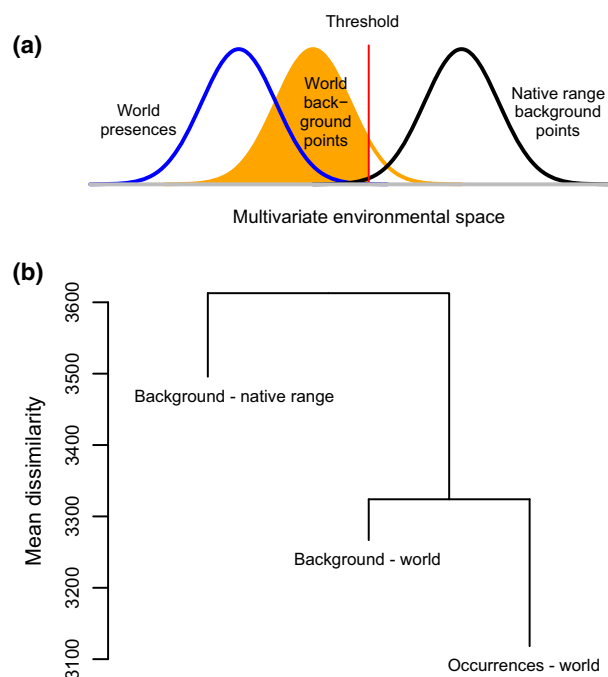 (a)
Threshold
World
presences
World
back-
ground
points
Native range
background
points
Multivariate environmental space
(b)
Mean dissimilarity
3600
3500
3400
3300
3200
3100
Background - native range
Background - world
Occurrences - world